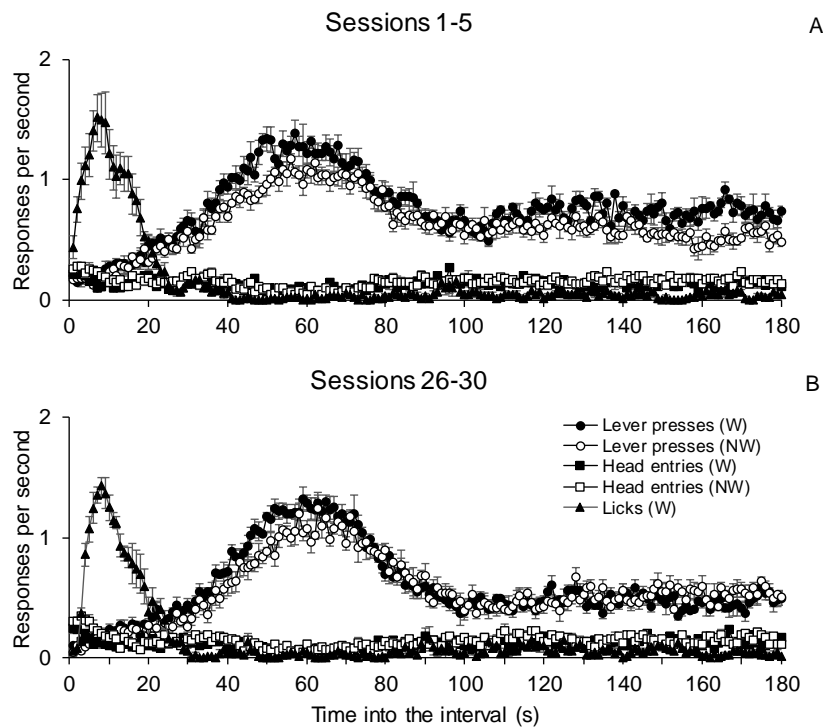 Sessions 1-5
A
2
1
0
Responses per second
0 20 40 60 80 100 120 140 160 180
Sessions 26-30
B
2
1
0
Responses per second
Lever presses (W)
Lever presses (NW)
Head entries (W)
Head entries (NW)
Licks (W)
0 20 40 60 80 100 120 140 160 180
Time into the interval (s)